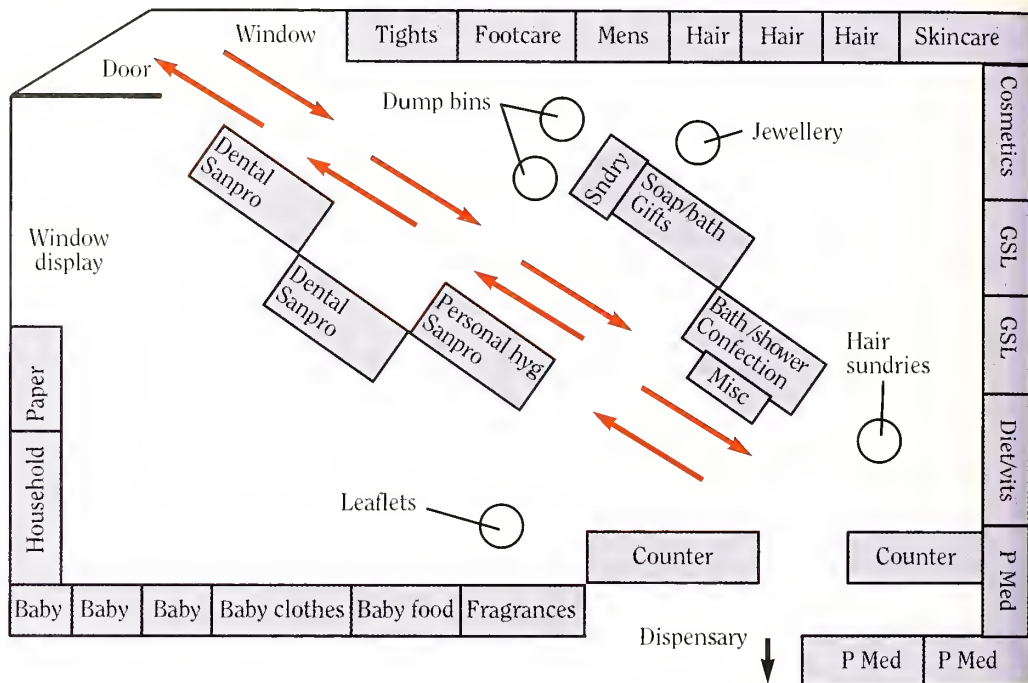 Window
Tights
Footcare
Mens
Hair
Hair
Hair
Skincare
Door
Dump bins
Jewellery
Cosmetics
Dental
Sanpro
Sndry
Soap/bath
Gifts
Window
display
GSL
Dental
Sanpro
Personal hyg
Sanpro
Bath/shower
Confection
Misc
GSL
Hair
sundries
Paper
Household
Diet/vits
Leaflets
Counter
Counter
P Med
Baby
Baby
Baby
Baby clothes
Baby food
Fragrances
Dispensary
P Med
P Med